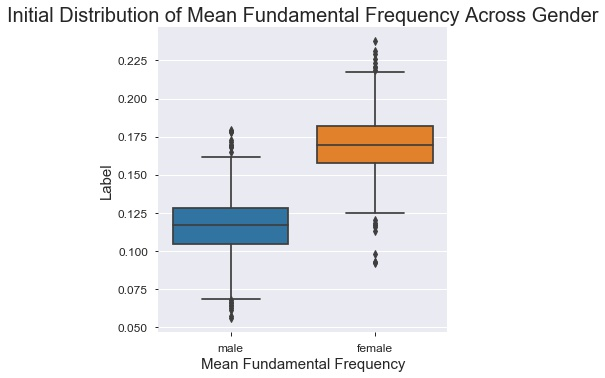 Initial Distribution of Mean Fundamental Frequency Across Gender
0.225
0.200
0.175
0.150
0.125
0.100
0.075
0.050
Label
male female
Mean Fundamental Frequency